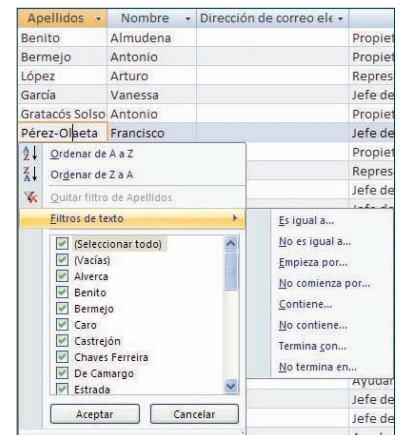 Apellidos Nombre Dirección de correo ele
Benito Almudena Propiet
Bermejo Antonio Propiet
López Arturo Repres
García Vanessa Jefe de
Gratacós Solso Antonio Propiet
Pérez-Olaeta Francisco Jefe de
Ordenar de A a Z Propiet
Ordenar de Z a A Repres
Quitar filtro de Apellidos Jefe de
Filtros de texto
(Seleccionar todo)
(Vacías)
Alverca
Benito
Bermejo
Caro
Castrejón
Chaves Ferreira
De Camargo
Estrada
Aceptar Cancelar
Es igual a...
No es igual a...
Empieza por...
No comienza por...
Contiene...
No contiene...
Termina con...
No termina en...
Jefe de